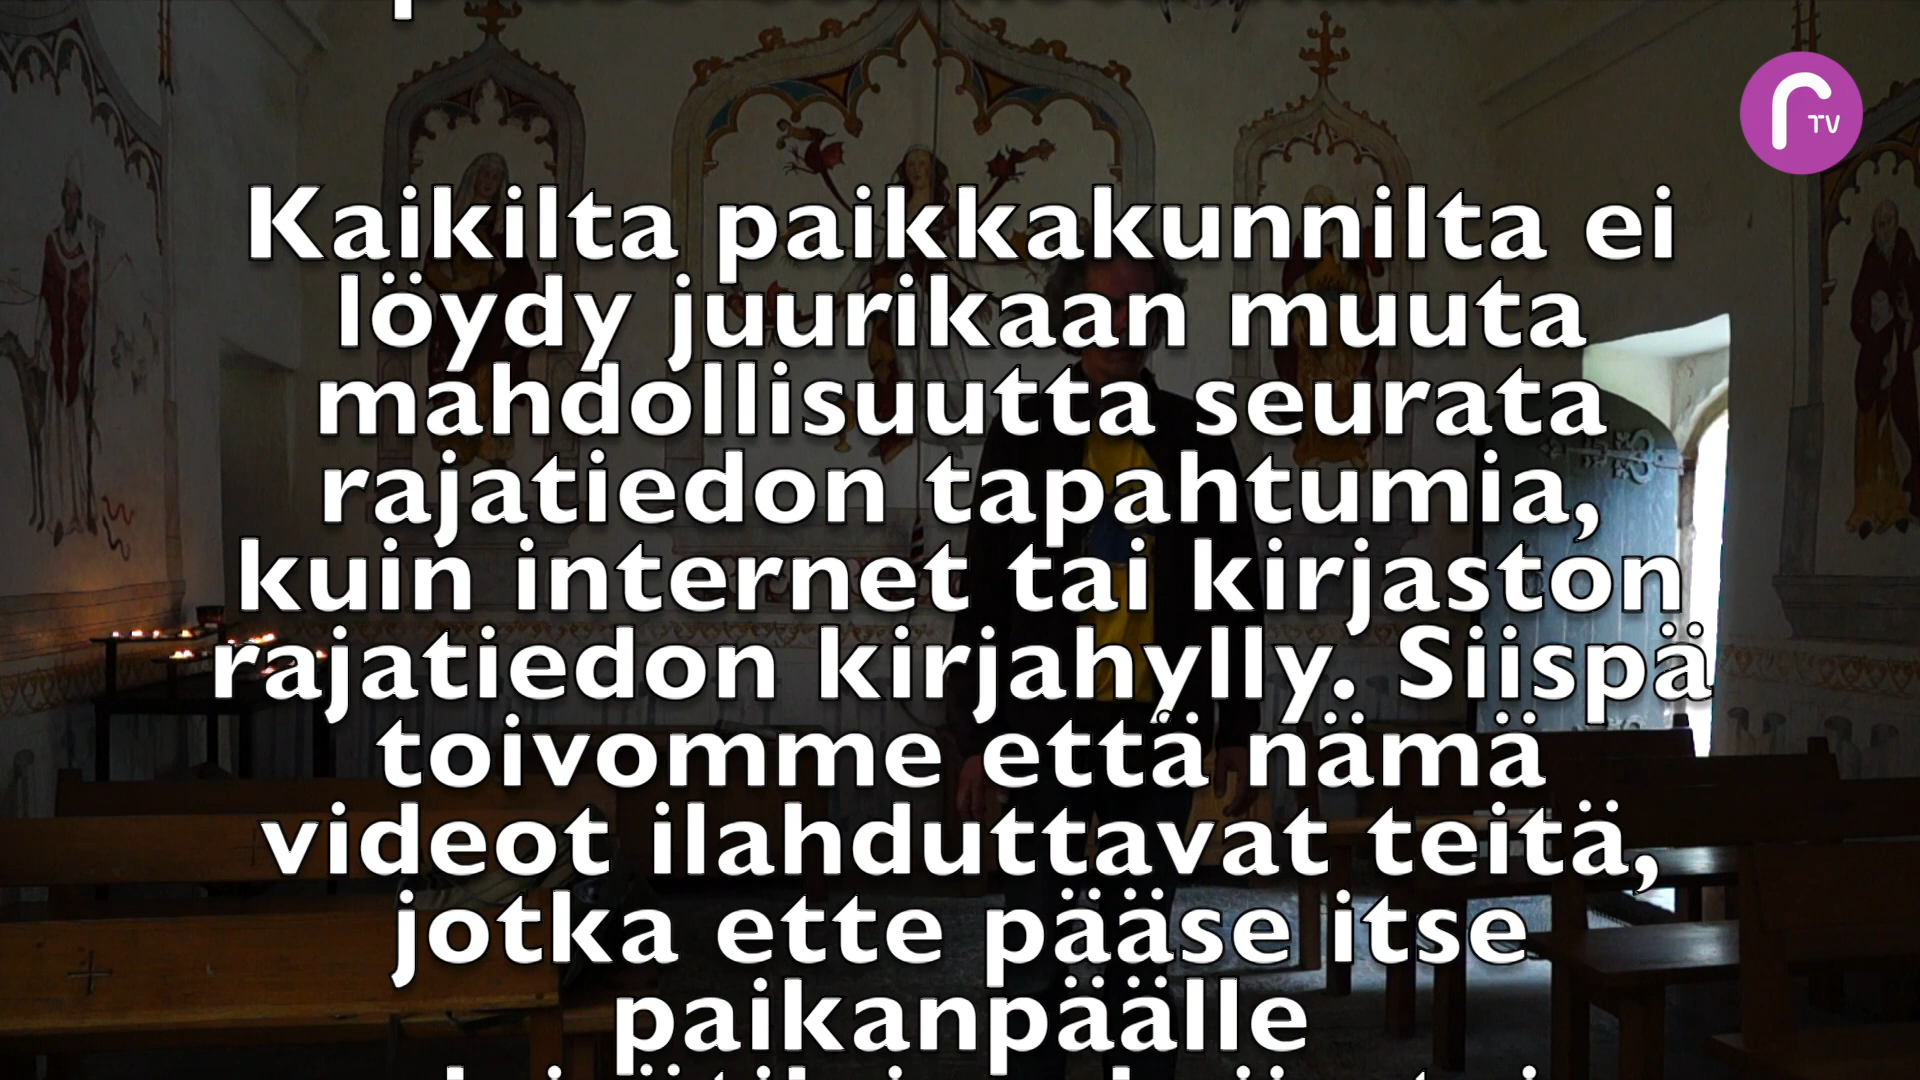 TV
Kaikilta paikkakunnilta ei
löydy juurikaan muuta
mahdollisuutta seurata
rajatiedon tapahtumia,
kuin internet tai kirjaston
rajatiedon kirjahylly. Siispä
toivomme että nämä
videot ilahduttavat teitä,
jotka ette pääse itse
paikanpäälle